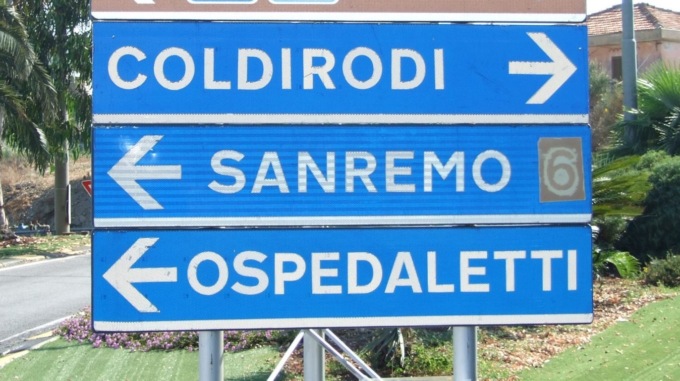 COLDIRODI
SANREMO 6
OSPEDALETTI